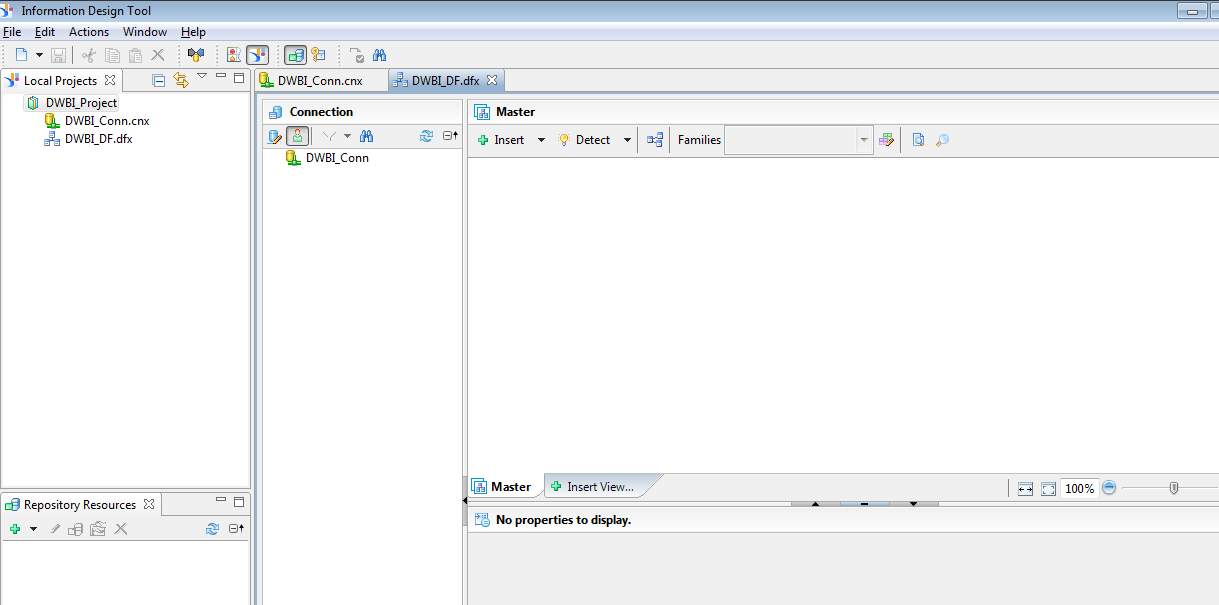 Information Design Tool
File Edit Actions Window Help
Local Projects
DWBI_Project
DWBI_Conn.cnx
DWBI_DF.dfx
DWBI_Conn.cnx DWBI_DF.dfx
Connection
DWBI_Conn
Master
Insert Detect Families
Master Insert View... 100%
No properties to display.
Repository Resources